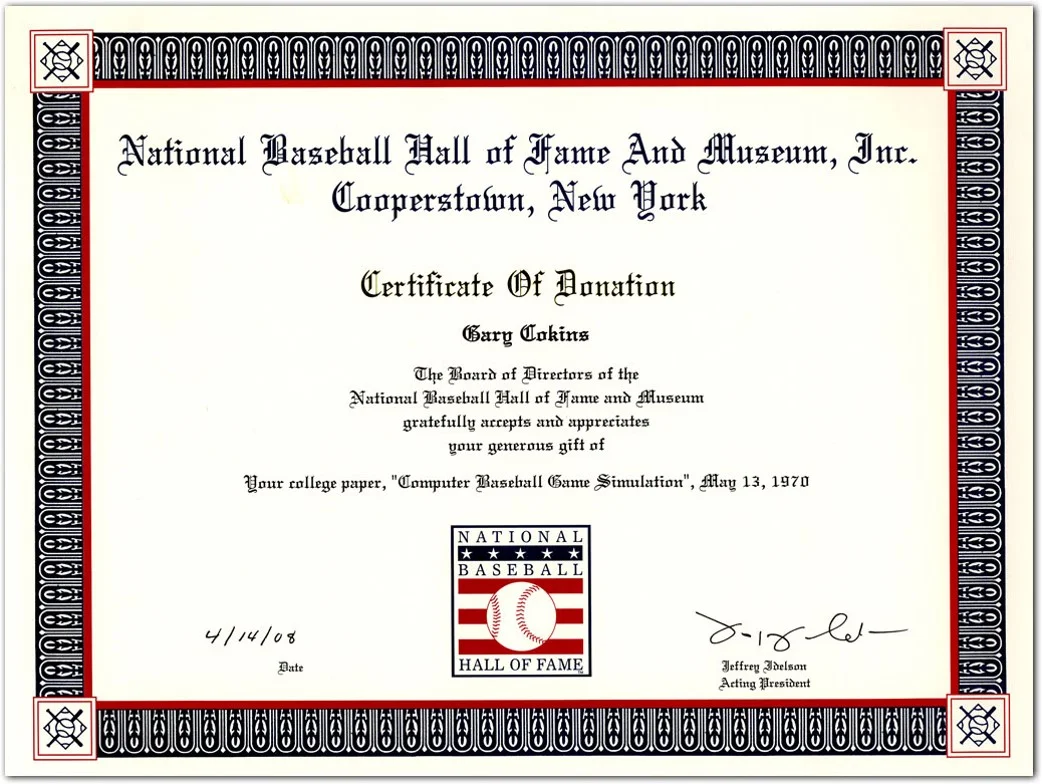 National Baseball Hall of Fame And Museum, Inc.
Cooperstown, New York
Certificate Of Donation
Gary Cokins
The Board of Directors of the
National Baseball Hall of Fame and Museum
gratefully accepts and appreciates
your generous gift of
Your college paper, "Computer Baseball Game Simulation", May 13, 1970
NATIONAL
BASEBALL
HALL OF FAME
4/14/08
Date
Jeffrey Idelson
Acting President